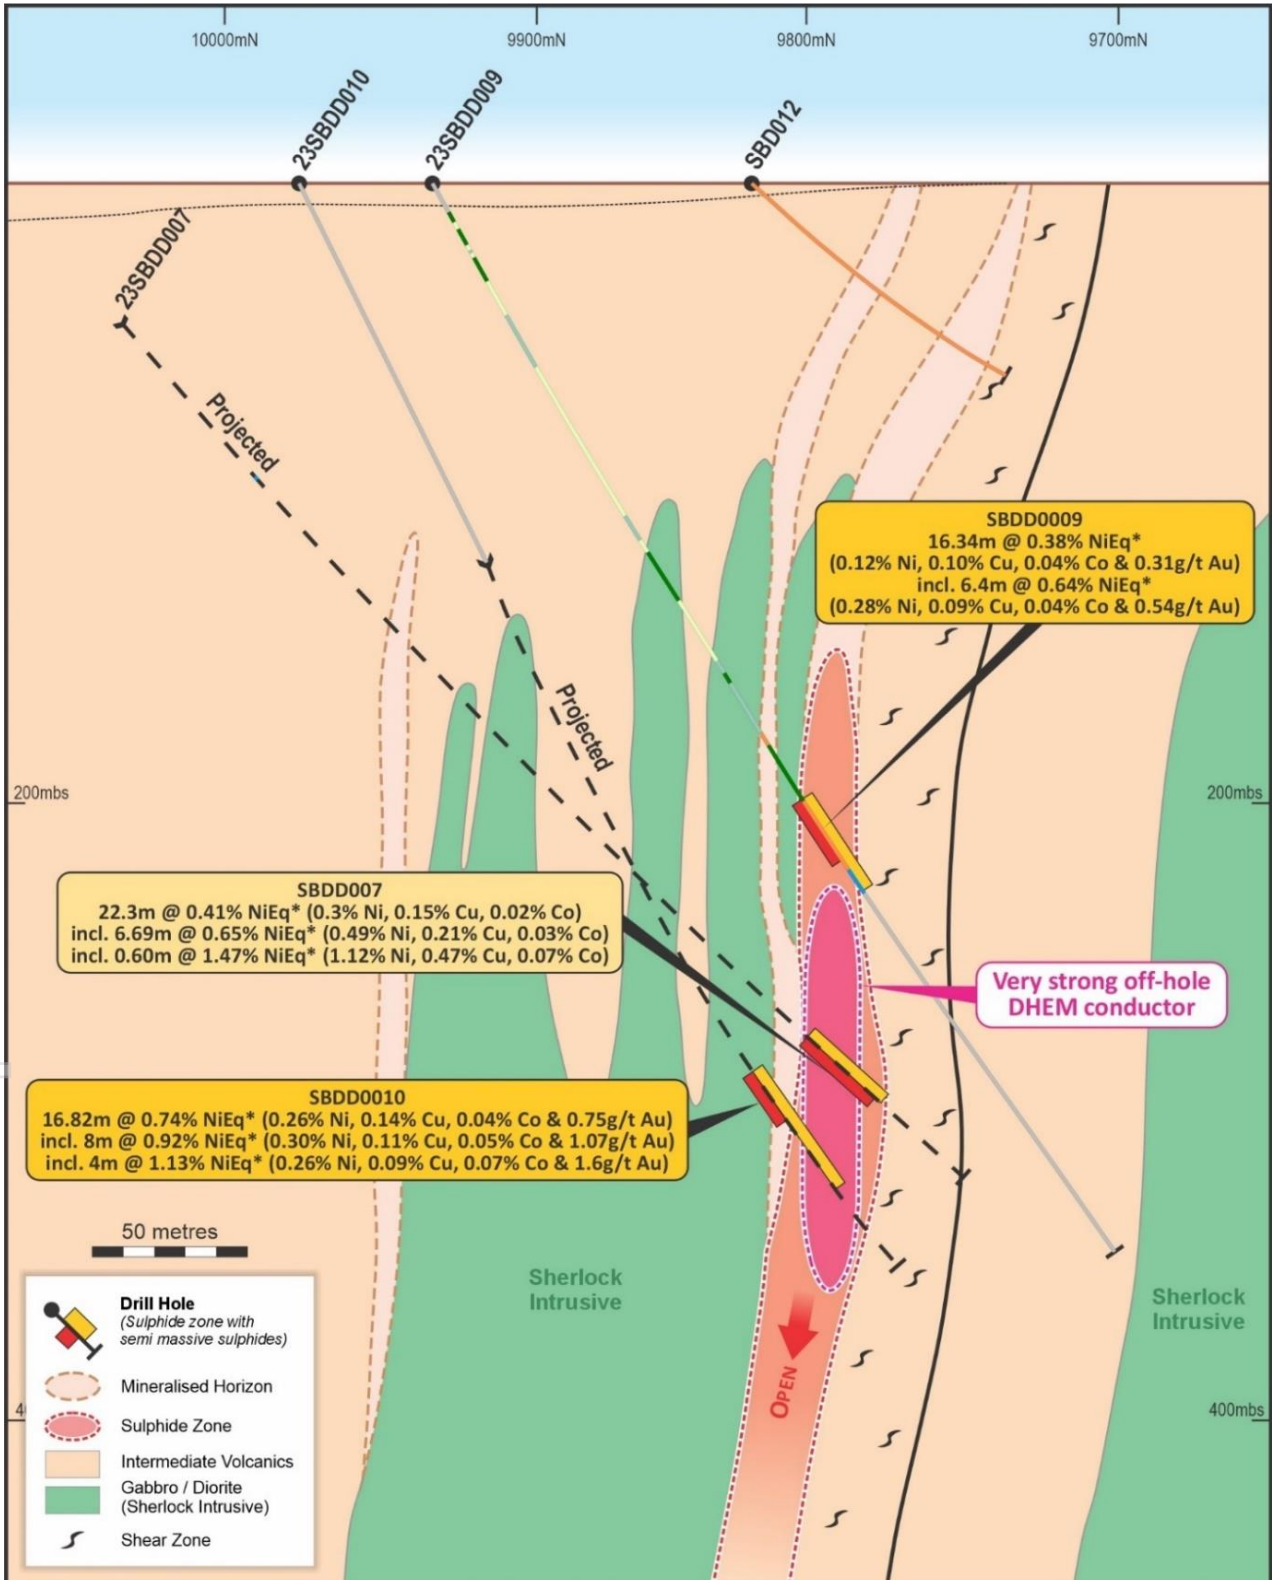 10000mN
9900mN
9800mN
9700mN
23SBDD010
23SBDD009
SBD012
23SBDD007
Projected
SBDD0009
16.34m @ 0.38% NiEq*
(0.12% Ni, 0.10% Cu, 0.04% Co & 0.31g/t Au)
incl. 6.4m @ 0.64% NiEq*
(0.28% Ni, 0.09% Cu, 0.04% Co & 0.54g/t Au)
Projected
200mbs
200mbs
SBDD007
22.3m @ 0.41% NiEq* (0.3% Ni, 0.15% Cu, 0.02% Co)
incl. 6.69m @ 0.65% NiEq* (0.49% Ni, 0.21% Cu, 0.03% Co)
incl. 0.60m @ 1.47% NiEq* (1.12% Ni, 0.47% Cu, 0.07% Co)
Very strong off-hole
DHEM conductor
SBDD0010
16.82m @ 0.74% NiEq* (0.26% Ni, 0.14% Cu, 0.04% Co & 0.75g/t Au)
incl. 8m @ 0.92% NiEq* (0.30% Ni, 0.11% Cu, 0.05% Co & 1.07g/t Au)
incl. 4m @ 1.13% NiEq* (0.26% Ni, 0.09% Cu, 0.07% Co & 1.6g/t Au)
50 metres
Sherlock
Intrusive
Sherlock
Intrusive
OPEN
400mbs
Drill Hole
(Sulphide zone with
semi massive sulphides)
Mineralised Horizon
Sulphide Zone
Intermediate Volcanics
Gabbro / Diorite
(Sherlock Intrusive)
Shear Zone